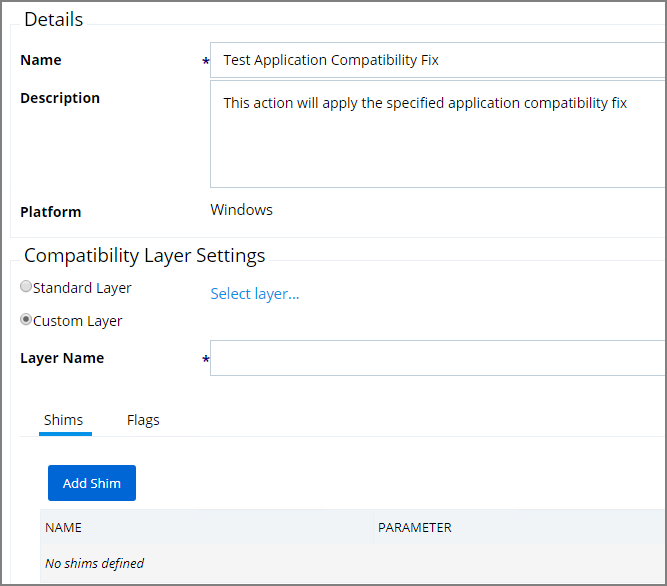 Details
Name * Test Application Compatibility Fix
Description This action will apply the specified application compatibility fix
Platform Windows
Compatibility Layer Settings
Standard Layer Select layer...
Custom Layer
Layer Name *
Shims Flags
Add Shim
NAME PARAMETER
No shims defined